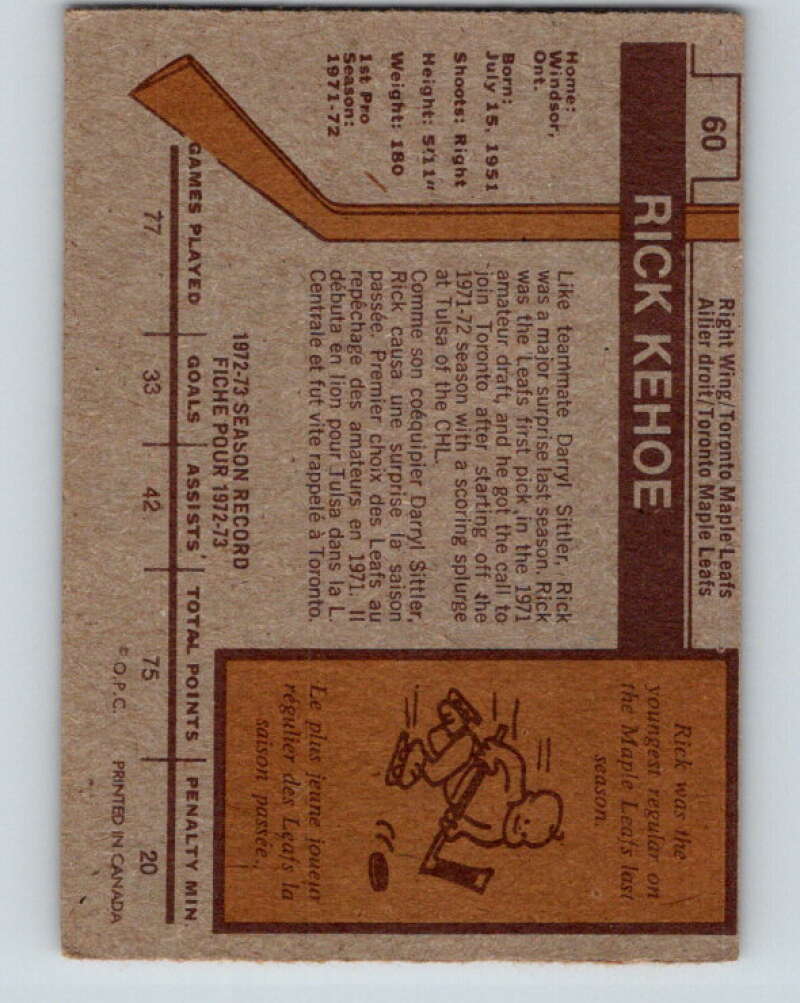 60
Right Wing/Toronto Maple Leafs
Ailier droit/Toronto Maple Leafs
RICK KEHOE
Home:
Windsor,
Ont.
Born:
July 15, 1951
Shoots: Right
Height: 5'11"
Weight: 180
1st Pro
Season:
1971-72
Like teammate Darryl Sittler, Rick
was a major surprise last season. Rick
was the Leafs first pick in the 1971
amateur draft, and he got the call to
join Toronto after starting off the
1971-72 season with a scoring splurge
at Tulsa of the CHL.
Comme son coéquipier Darryl Sittler,
Rick causa une surprise la saison
passée. Premier choix des Leafs au
repêchage des amateurs en 1971. Il
débuta en lion pour Tulsa dans la L.
Centrale et fut vite rappelé à Toronto.
Rick was the
youngest regular on
the Maple Leafs last
season.
Le plus jeune joueur
régulier des Leafs la
saison passée.
1972-73 SEASON RECORD
FICHE POUR 1972-73
GAMES PLAYED GOALS ASSISTS TOTAL POINTS PENALTY MIN.
77 33 42 75 20
© O.P.C. PRINTED IN CANADA